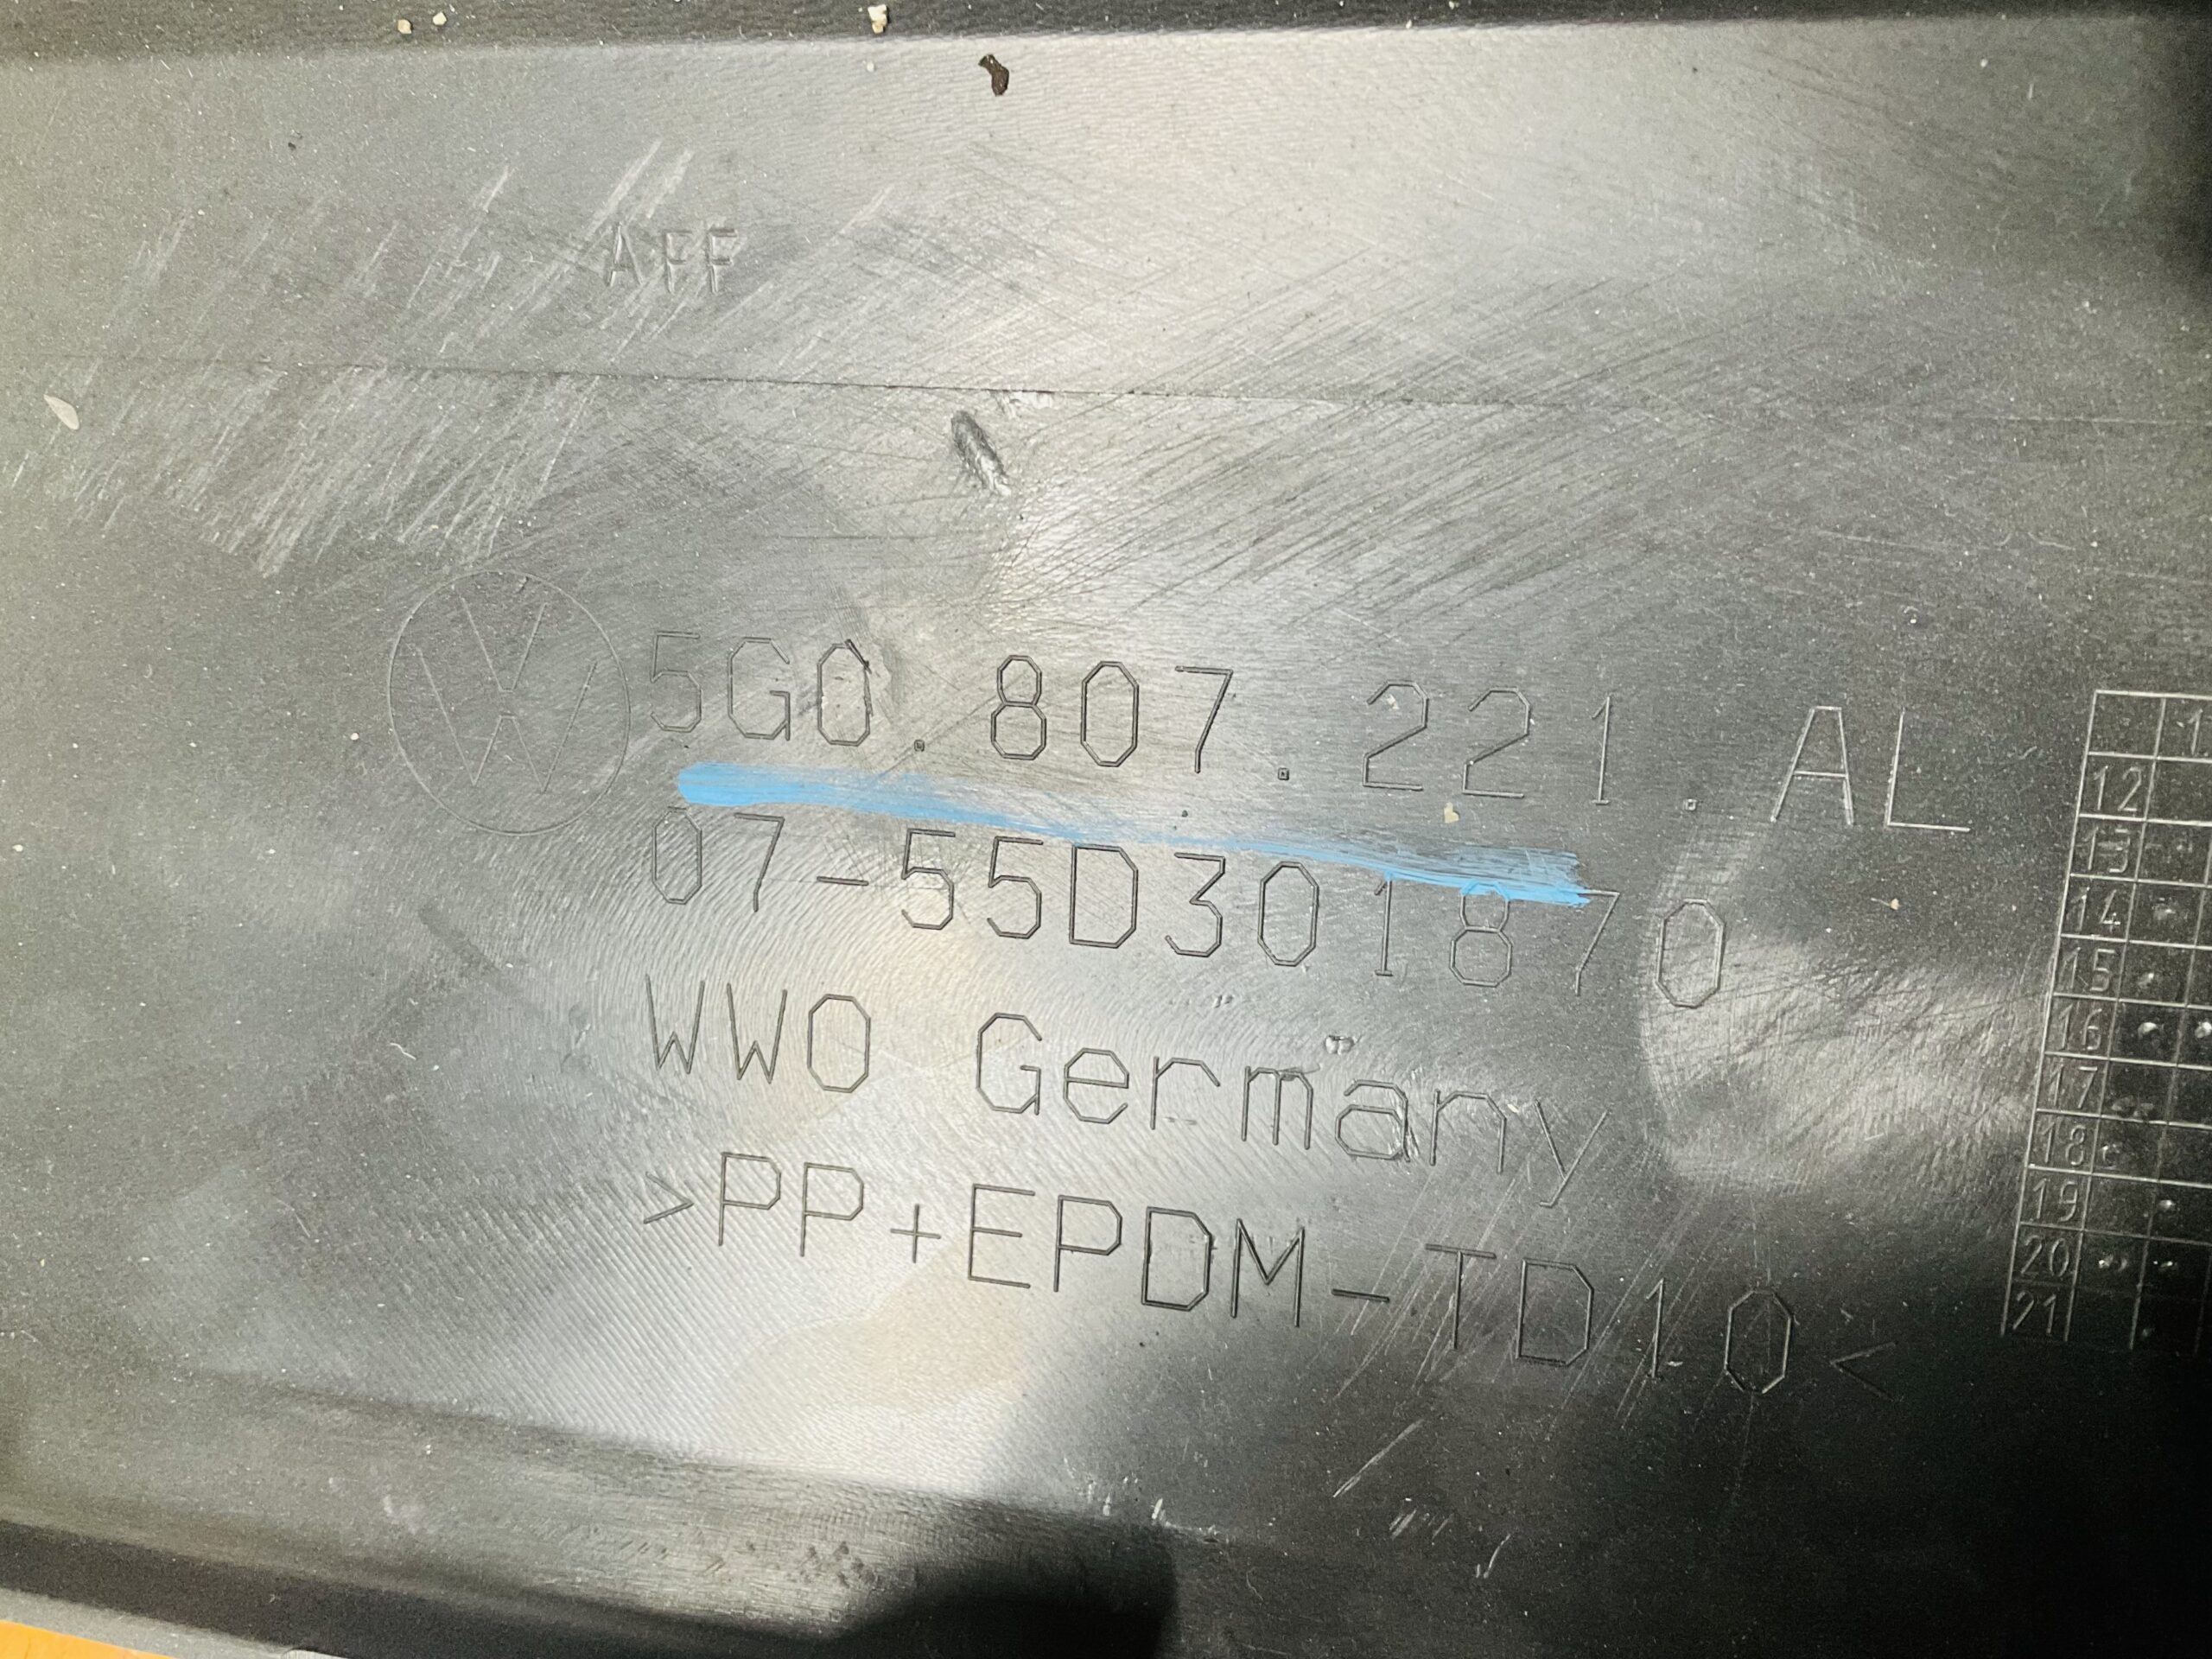 AFF
5G0.807.221.AL
07-55D301870
WWO Germany
>PP+EPDM-TD10<
1
12
13
14
15
16
17
18
19
20
21